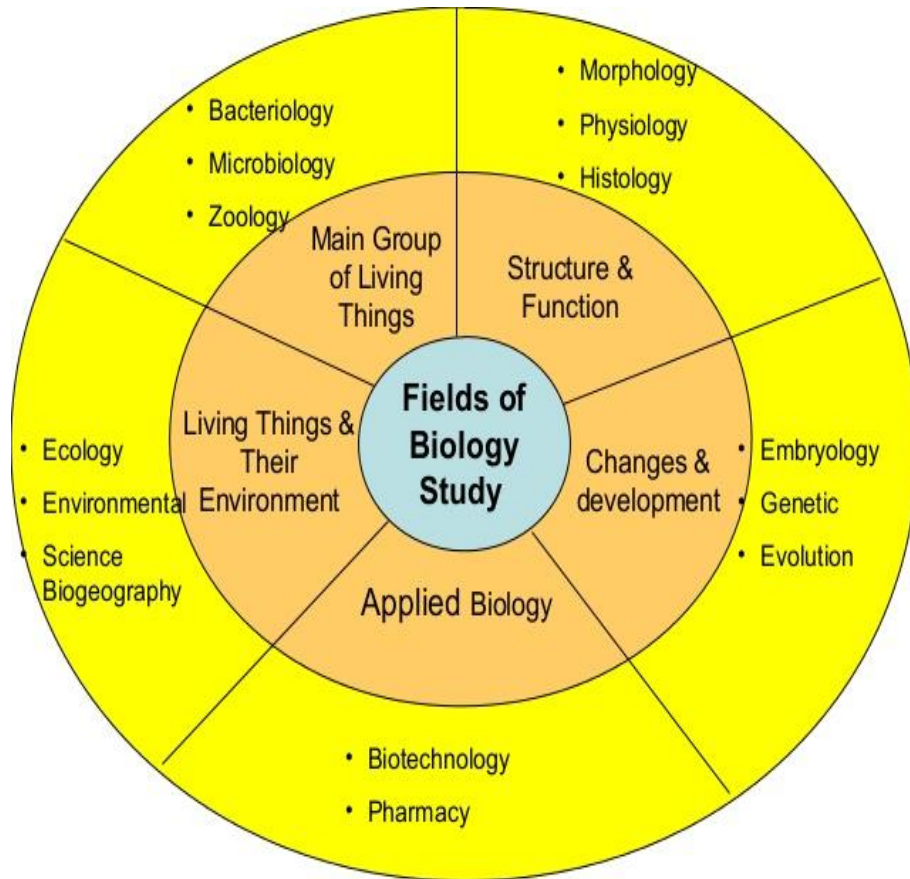 Fields of
Biology
Study
Main Group
of Living
Things
• Bacteriology
• Microbiology
• Zoology
Structure &
Function
• Morphology
• Physiology
• Histology
Changes &
development
• Embryology
• Genetic
• Evolution
Applied Biology
• Biotechnology
• Pharmacy
Living Things &
Their
Environment
• Ecology
• Environmental
• Science
Biogeography